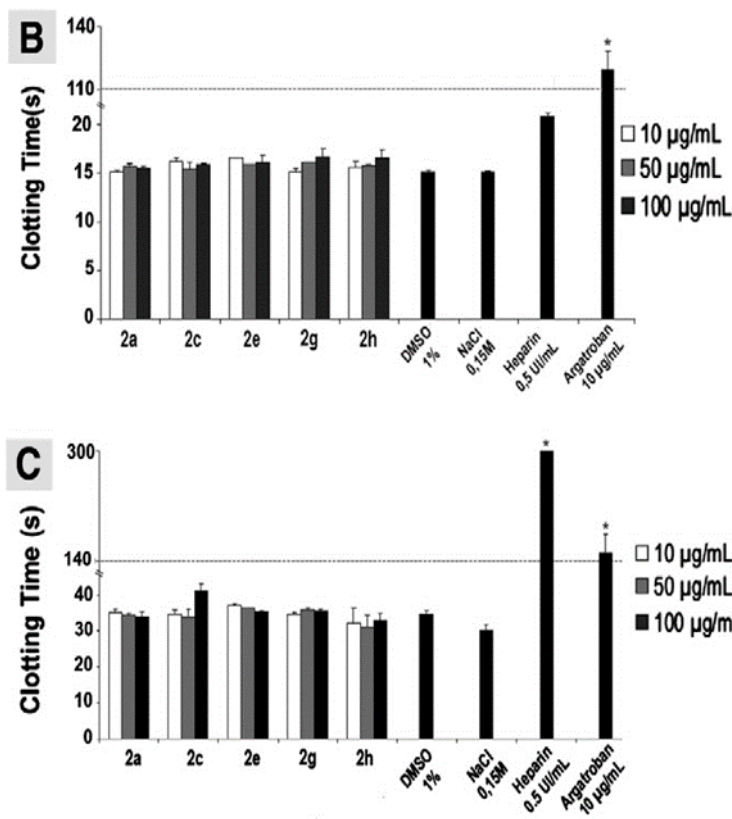 B
Clotting Time(s)
140
110
20
15
10
5
0
*
10 µg/mL
50 µg/mL
100 µg/mL
2a 2c 2e 2g 2h
DMSO
1%
NaCl
0,15M
Heparin
0,5 UI/mL
Argatroban
10 µg/mL
C
Clotting Time (s)
300
140
40
30
20
10
0
*
*
10 µg/mL
50 µg/mL
100 µg/m
2a 2c 2e 2g 2h
DMSO
1%
NaCl
0,15M
Heparin
0.5 UI/mL
Argatroban
10 µg/mL